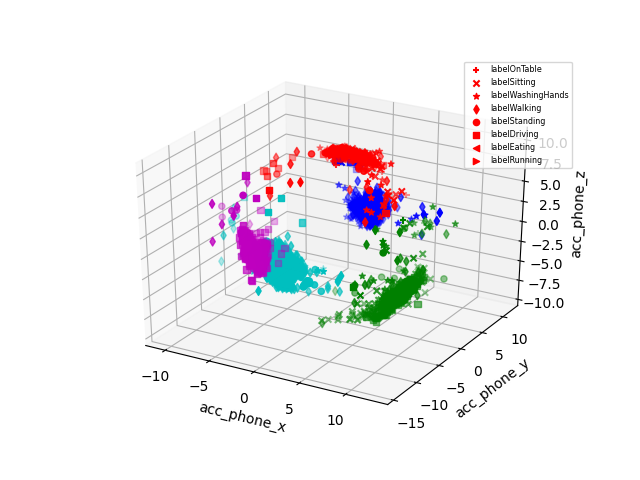 labelOnTable
labelSitting
labelWashingHands
labelWalking
labelStanding
labelDriving
labelEating
labelRunning
10.0
7.5
5.0
2.5
0.0
−2.5
−5.0
−7.5
−10.0
acc_phone_z
−10
−5
0
5
10
acc_phone_x
−15
−10
−5
0
5
10
acc_phone_y